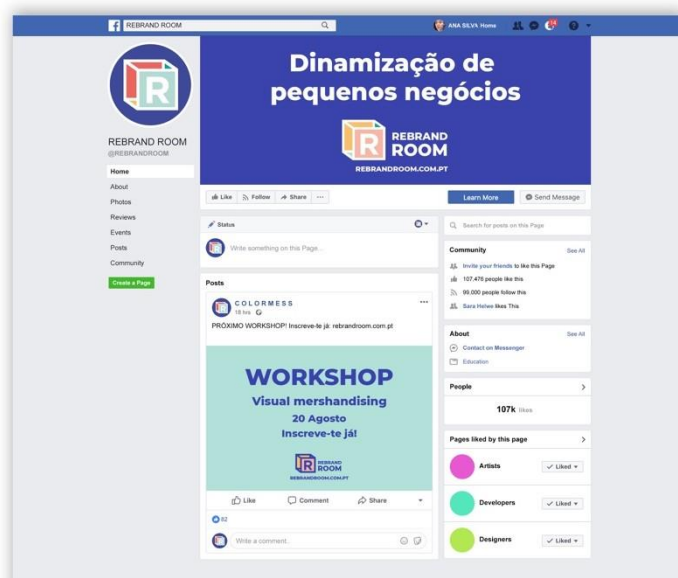 REBRAND ROOM
ANA SILVA Home
14
Dinamização de
pequenos negócios
R
REBRAND
ROOM
REBRANDROOM.COM.PT
R
REBRAND ROOM
@REBRANDROOM
Home
About
Photos
Reviews
Events
Posts
Community
Create a Page
Like
Follow
Share
Learn More
Send Message
Status
Write something on this Page...
Posts
COLORMESS
18 hrs
PRÓXIMO WORKSHOP! Inscreve-te já: rebrandroom.com.pt
WORKSHOP
Visual mershandising
20 Agosto
Inscreve-te já!
R
REBRAND
ROOM
REBRANDROOM.COM.PT
Like
Comment
Share
82
Write a comment..
Search for posts on this Page
Community
See All
Invite your friends to like this Page
107.476 people like this
96.000 people follow this
Sara Helwe likes This
About
See All
Contact on Messenger
Education
People
107k likes
Pages liked by this page
Artists
Liked
Developers
Liked
Designers
Liked